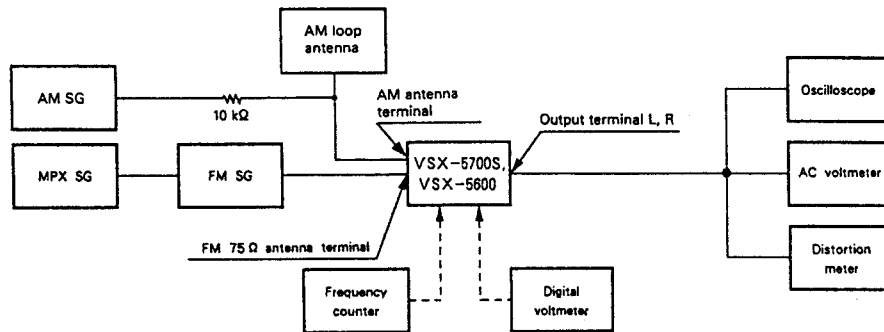 AM loop
antenna
AM SG
10 kΩ
AM antenna
terminal
Output terminal L, R
Oscilloscope
MPX SG
FM SG
VSX-5700S,
VSX-5600
AC voltmeter
FM 75 Ω antenna terminal
Frequency
counter
Digital
voltmeter
Distortion
meter